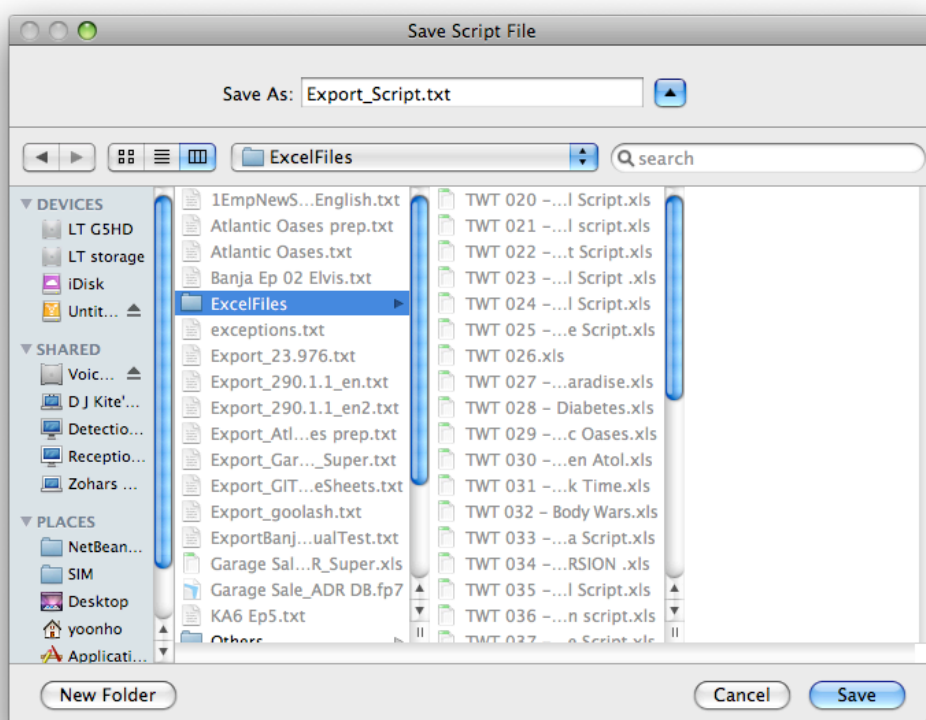 Save Script File
Save As: Export_Script.txt
ExcelFiles
search
DEVICES
LT G5HD
LT storage
iDisk
Untit...
SHARED
Voic...
D J Kite'...
Detectio...
Receptio...
Zohars ...
PLACES
NetBean...
SIM
Desktop
yoonho
Applicati...
1EmpNewS...English.txt
Atlantic Oases prep.txt
Atlantic Oases.txt
Banja Ep 02 Elvis.txt
ExcelFiles
exceptions.txt
Export_23.976.txt
Export_290.1.1_en.txt
Export_290.1.1_en2.txt
Export_Atl...es prep.txt
Export_Gar..._Super.txt
Export_GIT...eSheets.txt
Export_goolash.txt
ExportBanj...ualTest.txt
Garage Sal...R_Super.xls
Garage Sale_ADR DB.fp7
KA6 Ep5.txt
Others
TWT 020 -...l Script.xls
TWT 021 -...l script.xls
TWT 022 -...t Script.xls
TWT 023 -...l Script .xls
TWT 024 -...l Script.xls
TWT 025 -...e Script.xls
TWT 026.xls
TWT 027 -...aradise.xls
TWT 028 - Diabetes.xls
TWT 029 -...c Oases.xls
TWT 030 -...en Atol.xls
TWT 031 -...k Time.xls
TWT 032 - Body Wars.xls
TWT 033 -...a Script.xls
TWT 034 -...RSION .xls
TWT 035 -...l Script.xls
TWT 036 -...n script.xls
TWT 037 -...e Script.xls
New Folder
Cancel
Save